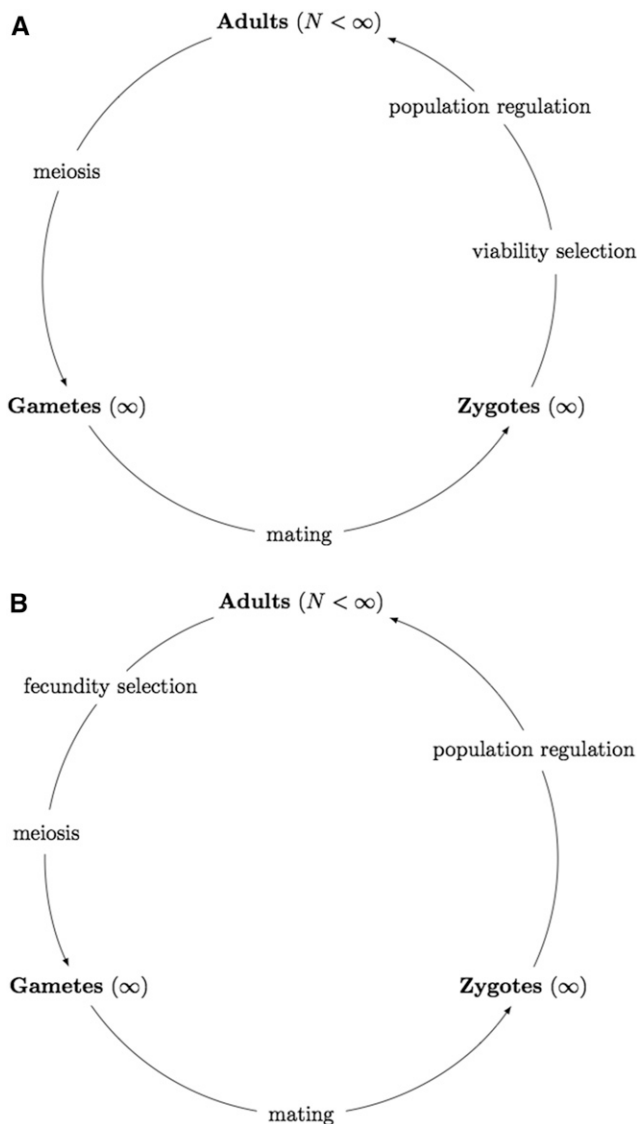 A
Adults (N < ∞)
population regulation
meiosis
viability selection
Gametes (∞)
Zygotes (∞)
mating
B
Adults (N < ∞)
fecundity selection
population regulation
meiosis
Gametes (∞)
Zygotes (∞)
mating